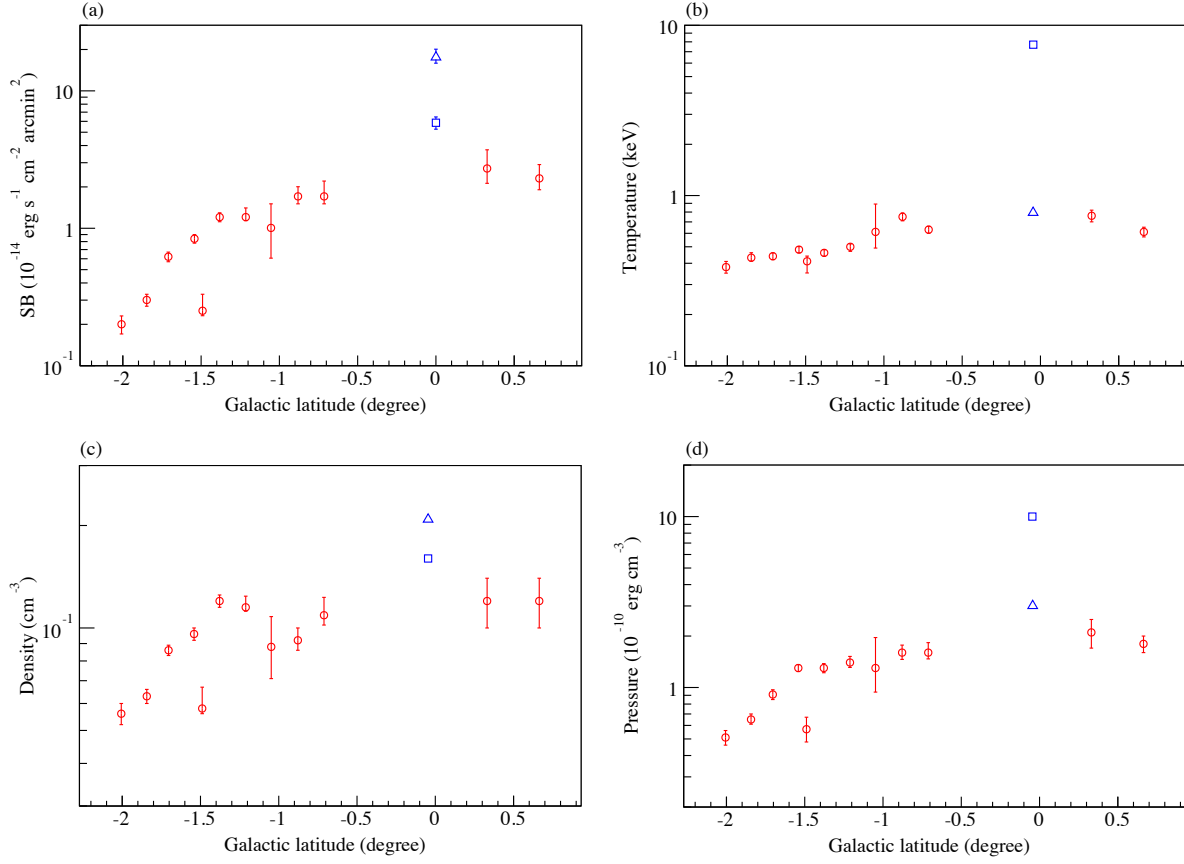 (a)
10
1
10-1
SB (10-14 erg s-1 cm-2 arcmin2)
-2 -1.5 -1 -0.5 0 0.5
Galactic latitude (degree)
(b)
10
1
10-1
Temperature (keV)
-2 -1.5 -1 -0.5 0 0.5
Galactic latitude (degree)
(c)
10-1
Density (cm-3)
-2 -1.5 -1 -0.5 0 0.5
Galactic latitude (degree)
(d)
10
1
Pressure (10-10 erg cm-3)
-2 -1.5 -1 -0.5 0 0.5
Galactic latitude (degree)